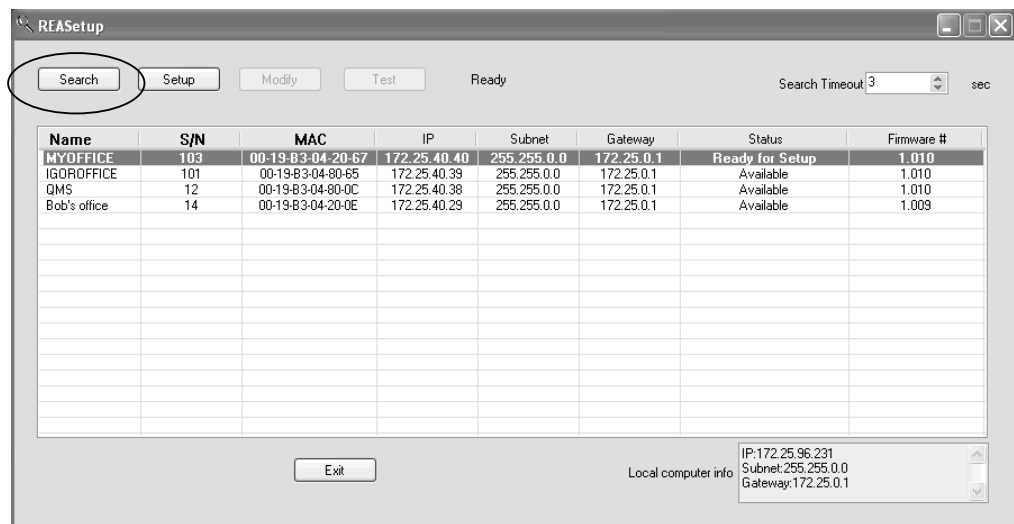 REASetup
Search Setup Modify Test Ready Search Timeout 3 sec
Name S/N MAC IP Subnet Gateway Status Firmware #
MYOFFICE 103 00-19-B3-04-20-67 172.25.40.40 255.255.0.0 172.25.0.1 Ready for Setup 1.010
IGOROFFICE 101 00-19-B3-04-80-65 172.25.40.39 255.255.0.0 172.25.0.1 Available 1.010
QMS 12 00-19-B3-04-80-0C 172.25.40.38 255.255.0.0 172.25.0.1 Available 1.010
Bob's office 14 00-19-B3-04-20-0E 172.25.40.29 255.255.0.0 172.25.0.1 Available 1.009
Exit
Local computer info
IP:172.25.96.231
Subnet:255.255.0.0
Gateway:172.25.0.1